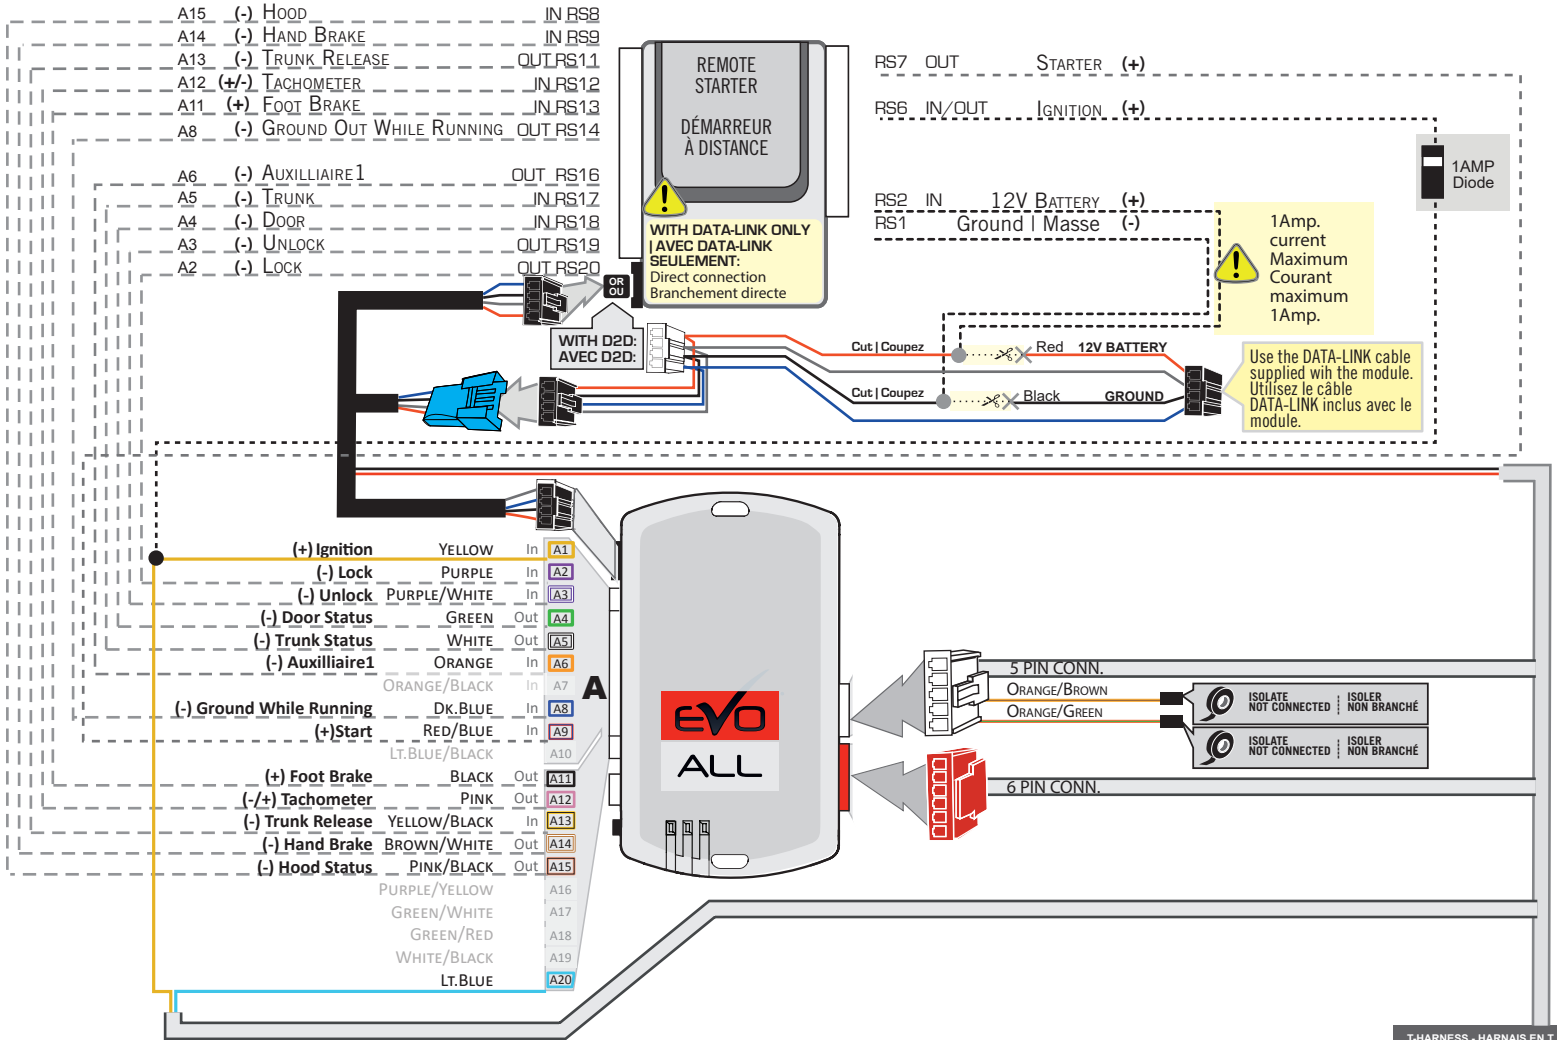 A15 (-) Hood IN RS8
A14 (-) Hand Brake IN RS9
A13 (-) Trunk Release OUT RS11
A12 (+/-) Tachometer IN RS12
A11 (+) Foot Brake IN RS13
A8 (-) Ground Out While Running OUT RS14
A6 (-) Auxilliaire1 OUT RS16
A5 (-) Trunk IN RS17
A4 (-) Door IN RS18
A3 (-) Unlock OUT RS19
A2 (-) Lock OUT RS20
REMOTE
STARTER
DÉMARREUR
À DISTANCE
WITH DATA-LINK ONLY
| AVEC DATA-LINK
SEULEMENT:
Direct connection
Branchement directe
OR
OU
WITH D2D:
AVEC D2D:
RS7 OUT Starter (+)
RS6 IN/OUT Ignition (+)
1AMP
Diode
RS2 IN 12V Battery (+)
RS1 Ground | Masse (-)
1Amp.
current
Maximum
Courant
maximum
1Amp.
Cut | Coupez Red 12V BATTERY
Cut | Coupez Black GROUND
Use the DATA-LINK cable
supplied wih the module.
Utilisez le câble
DATA-LINK inclus avec le
module.
(+) Ignition Yellow In A1
(-) Lock Purple In A2
(-) Unlock Purple/White In A3
(-) Door Status Green Out A4
(-) Trunk Status White Out A5
(-) Auxilliaire1 Orange In A6
Orange/Black In A7
(-) Ground While Running Dk.Blue In A8
(+)Start Red/Blue In A9
Lt.Blue/Black A10
(+) Foot Brake Black Out A11
(-/+) Tachometer Pink Out A12
(-) Trunk Release Yellow/Black In A13
(-) Hand Brake Brown/White Out A14
(-) Hood Status Pink/Black Out A15
Purple/Yellow A16
Green/White A17
Green/Red A18
White/Black A19
Lt.Blue A20
A
EVO
ALL
5 PIN CONN.
Orange/Brown
Orange/Green
ISOLATE | ISOLER
NOT CONNECTED | NON BRANCHÉ
ISOLATE | ISOLER
NOT CONNECTED | NON BRANCHÉ
6 PIN CONN.
T-HARNESS - HARNAIS EN T